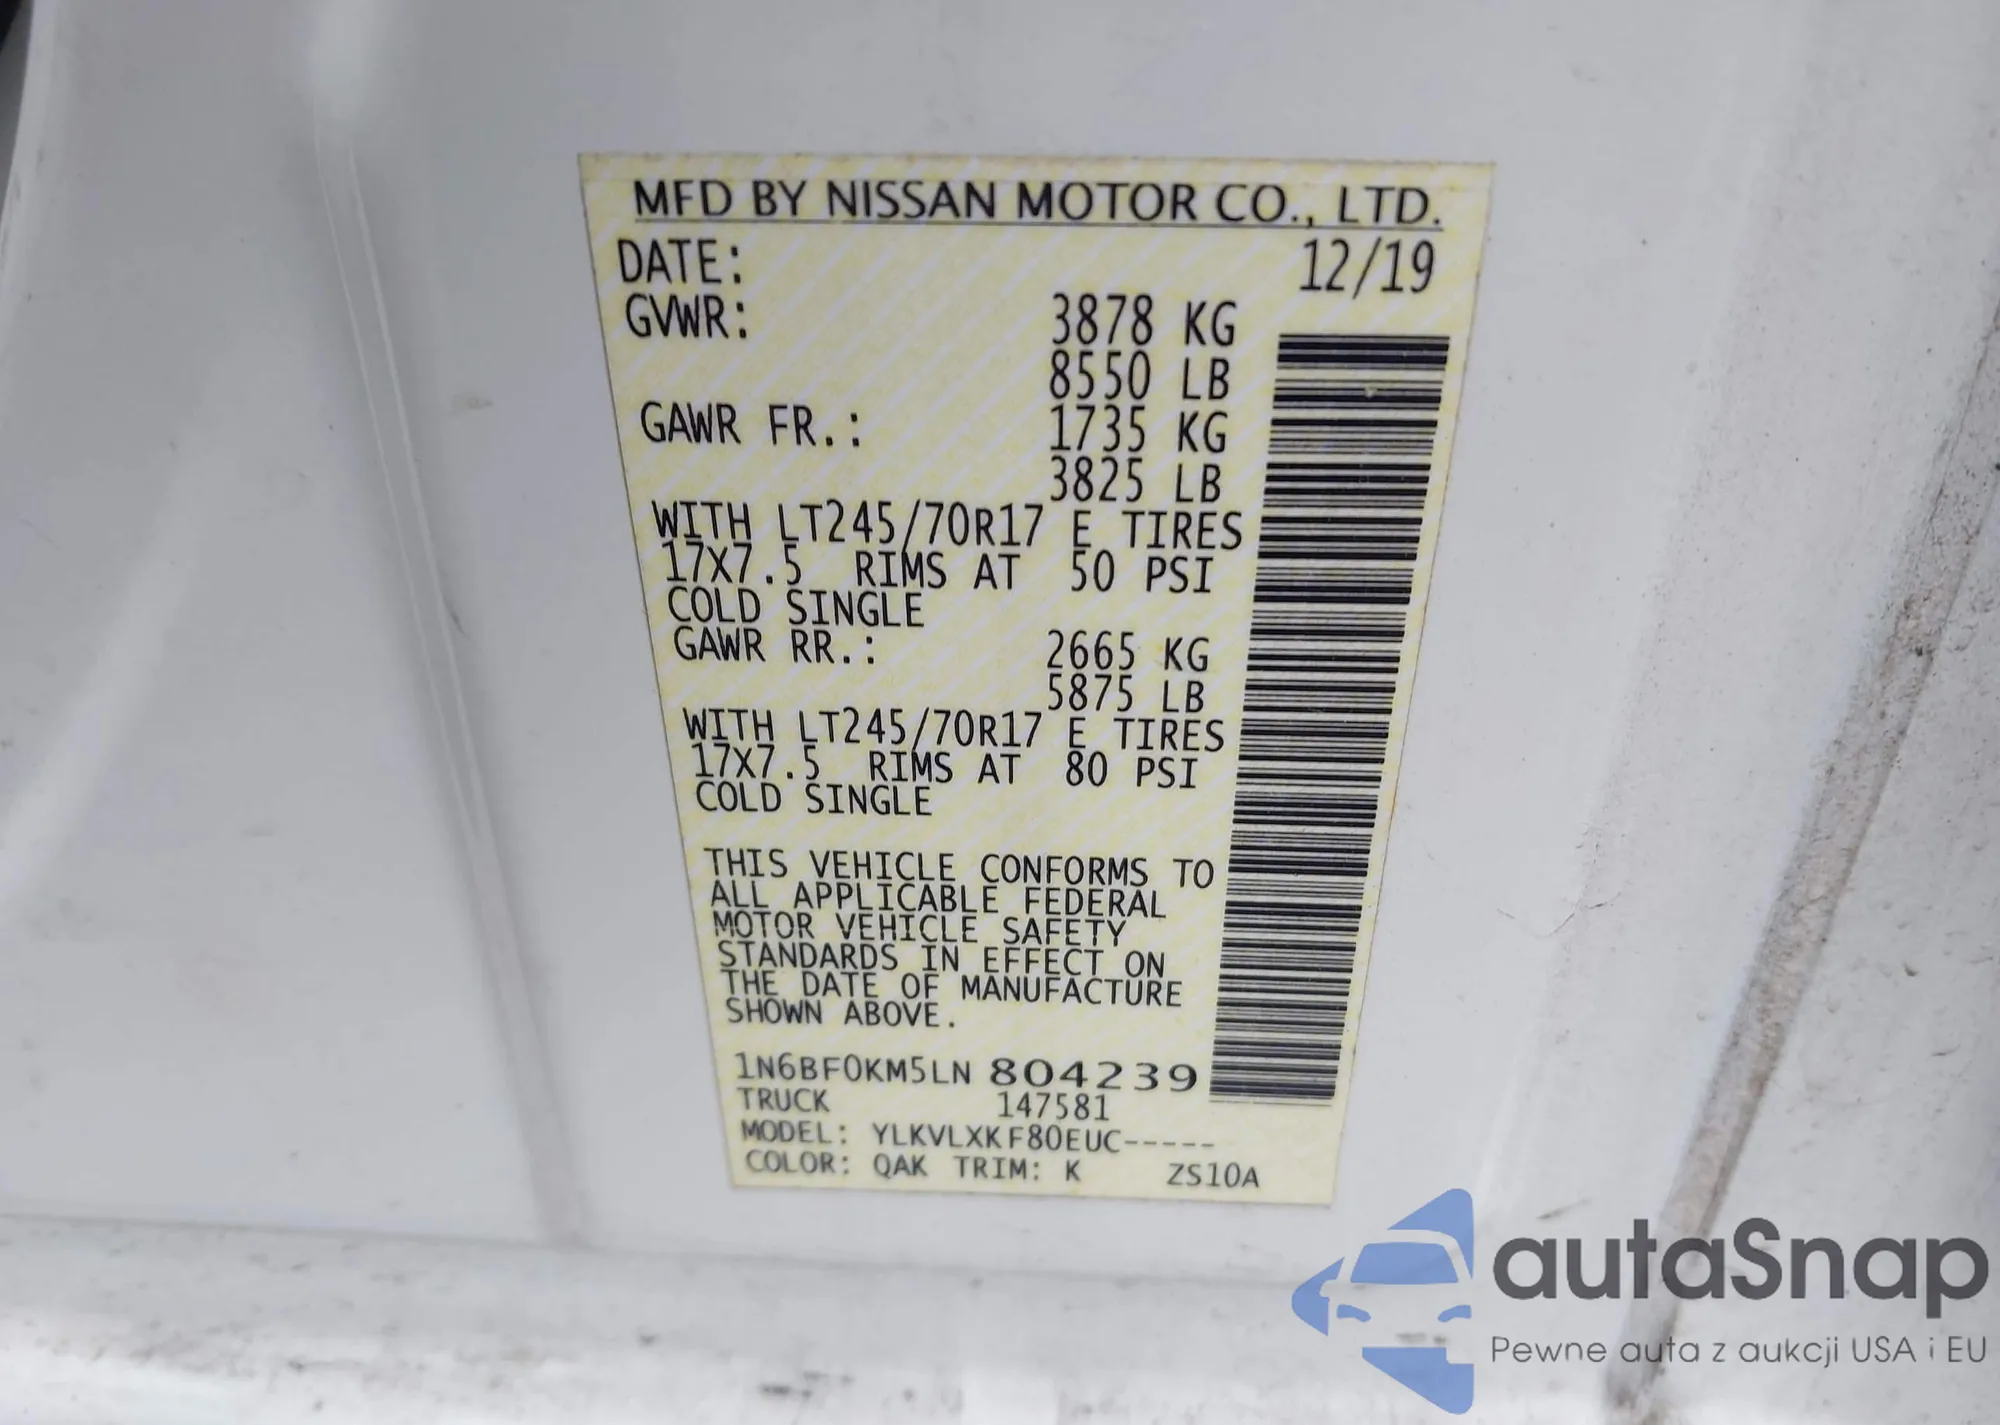 MFD BY NISSAN MOTOR CO., LTD.
DATE: 12/19
GVWR: 3878 KG
8550 LB
GAWR FR.: 1735 KG
3825 LB
WITH LT245/70R17 E TIRES
17X7.5 RIMS AT 50 PSI
COLD SINGLE
GAWR RR.: 2665 KG
5875 LB
WITH LT245/70R17 E TIRES
17X7.5 RIMS AT 80 PSI
COLD SINGLE
THIS VEHICLE CONFORMS TO
ALL APPLICABLE FEDERAL
MOTOR VEHICLE SAFETY
STANDARDS IN EFFECT ON
THE DATE OF MANUFACTURE
SHOWN ABOVE.
1N6BF0KM5LN 804239
TRUCK 147581
MODEL: YLKVLXKF80EUC-----
COLOR: QAK TRIM: K ZS10A
autaSnap
Pewne auta z aukcji USA i EU